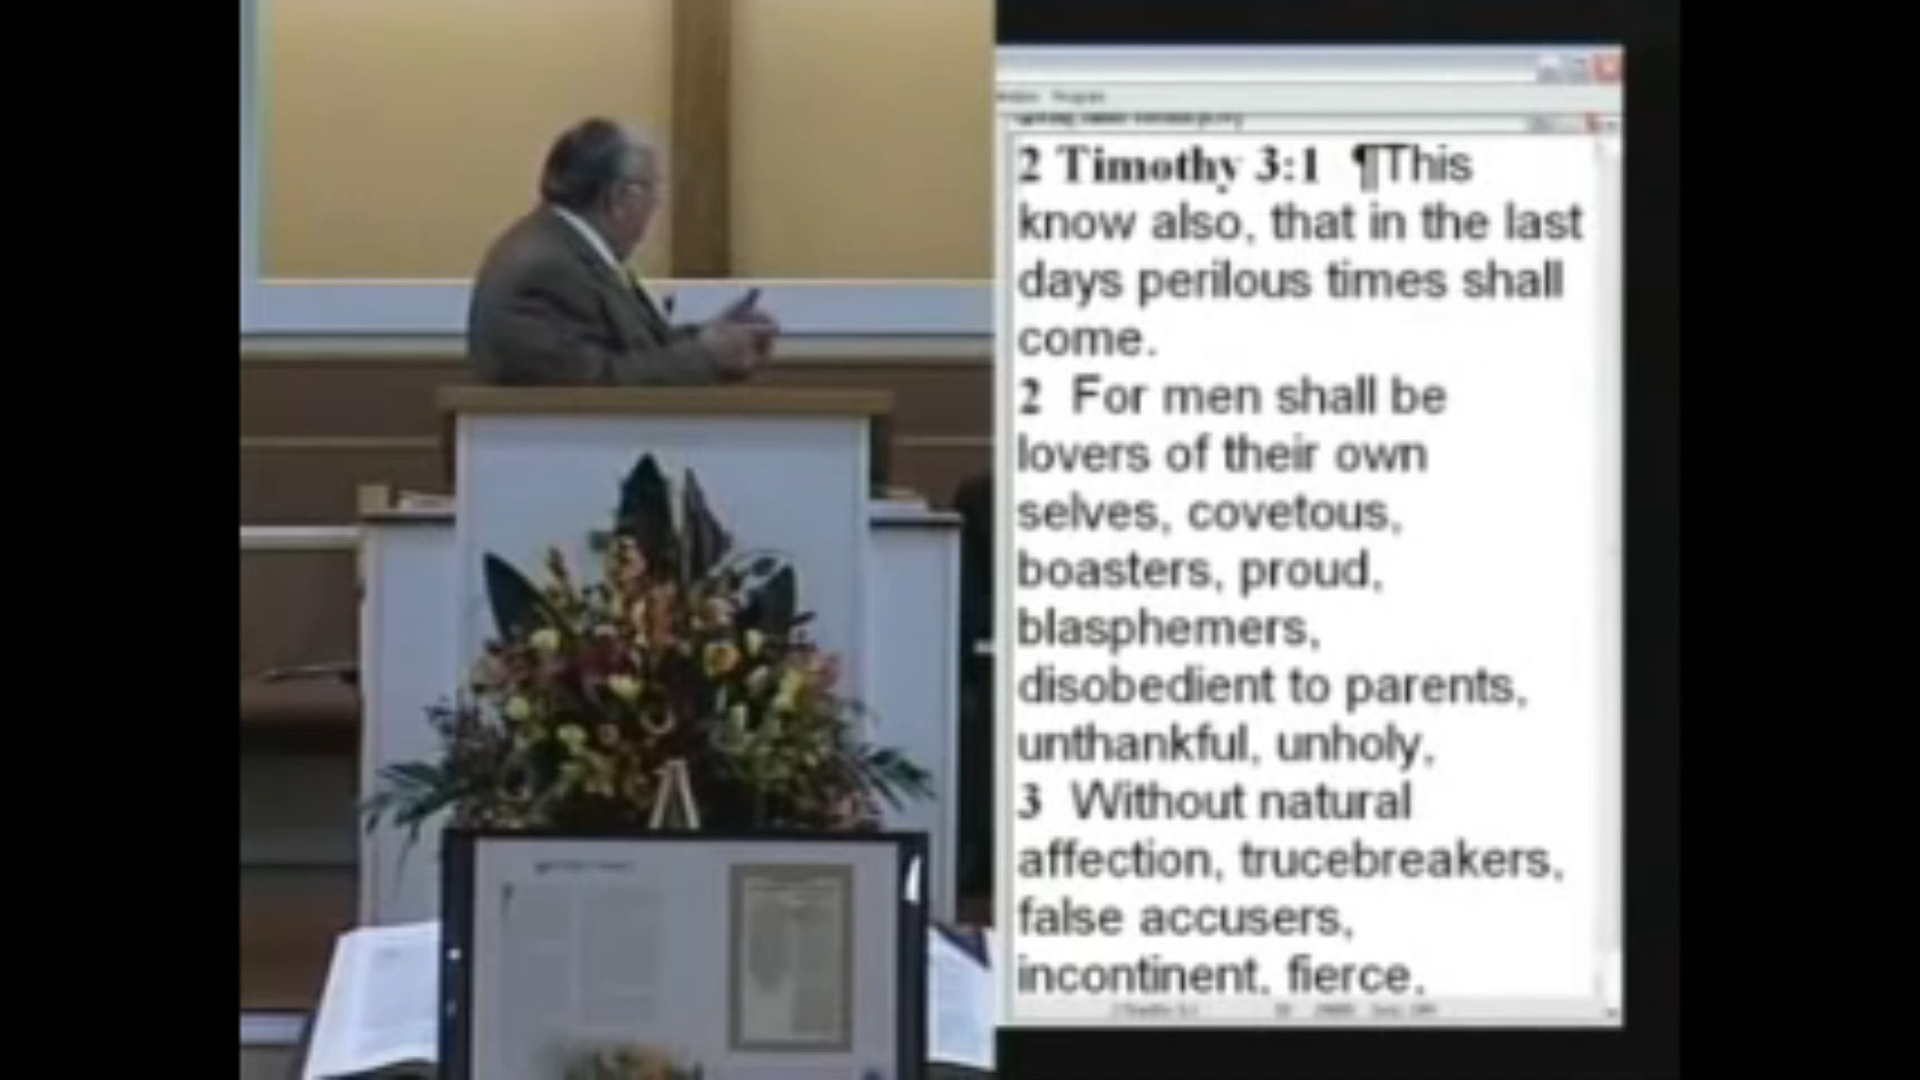 2 Timothy 3:1 ¶This
know also, that in the last
days perilous times shall
come.
2 For men shall be
lovers of their own
selves, covetous,
boasters, proud,
blasphemers,
disobedient to parents,
unthankful, unholy,
3 Without natural
affection, trucebreakers,
false accusers,
incontinent, fierce,